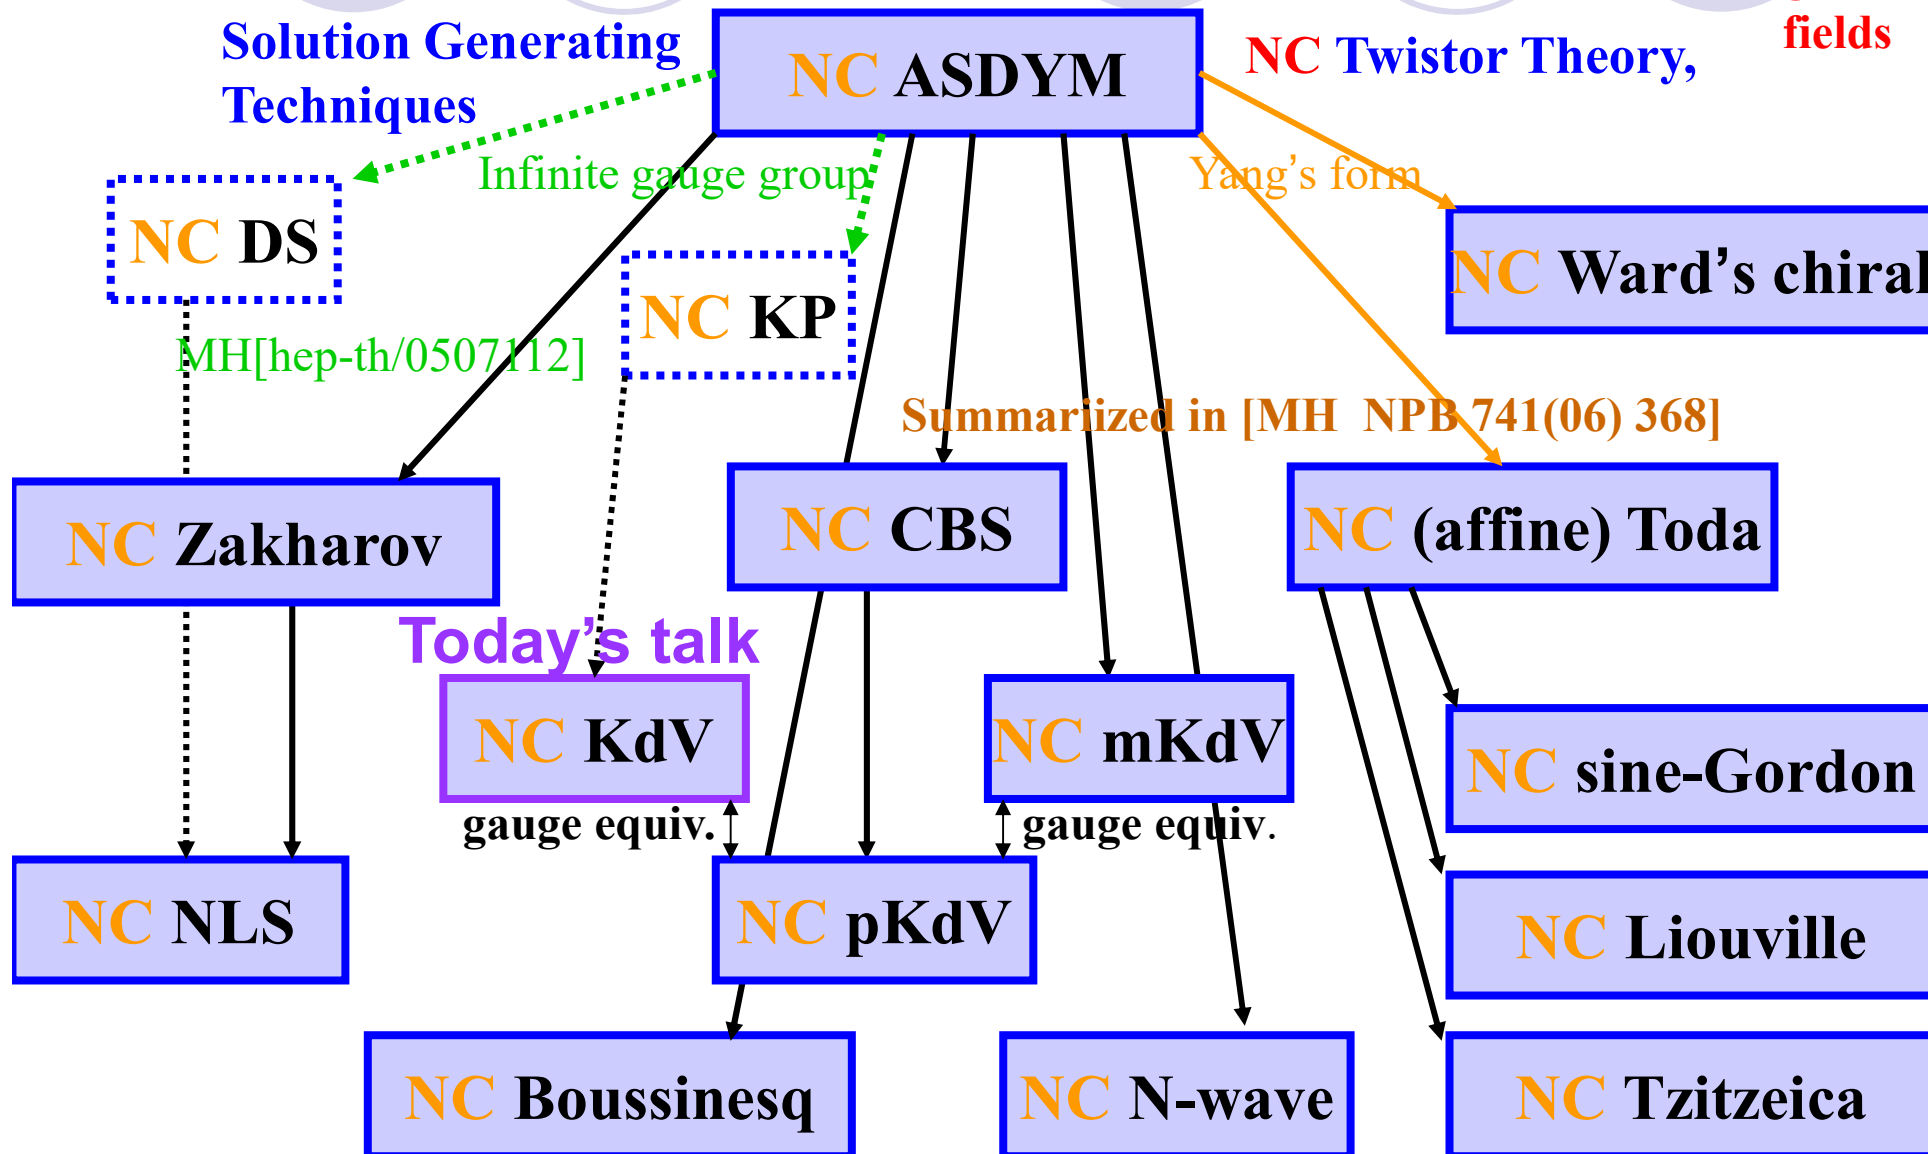 fields
Solution Generating
Techniques
NC ASDYM
NC Twistor Theory,
Infinite gauge group
Yang’s form
NC DS
NC Ward’s chiral
NC KP
MH[hep-th/0507112]
Summariized in [MH NPB 741(06) 368]
NC Zakharov
NC CBS
NC (affine) Toda
Today’s talk
NC KdV
NC mKdV
NC sine-Gordon
gauge equiv.
gauge equiv.
NC NLS
NC pKdV
NC Liouville
NC Boussinesq
NC N-wave
NC Tzitzeica